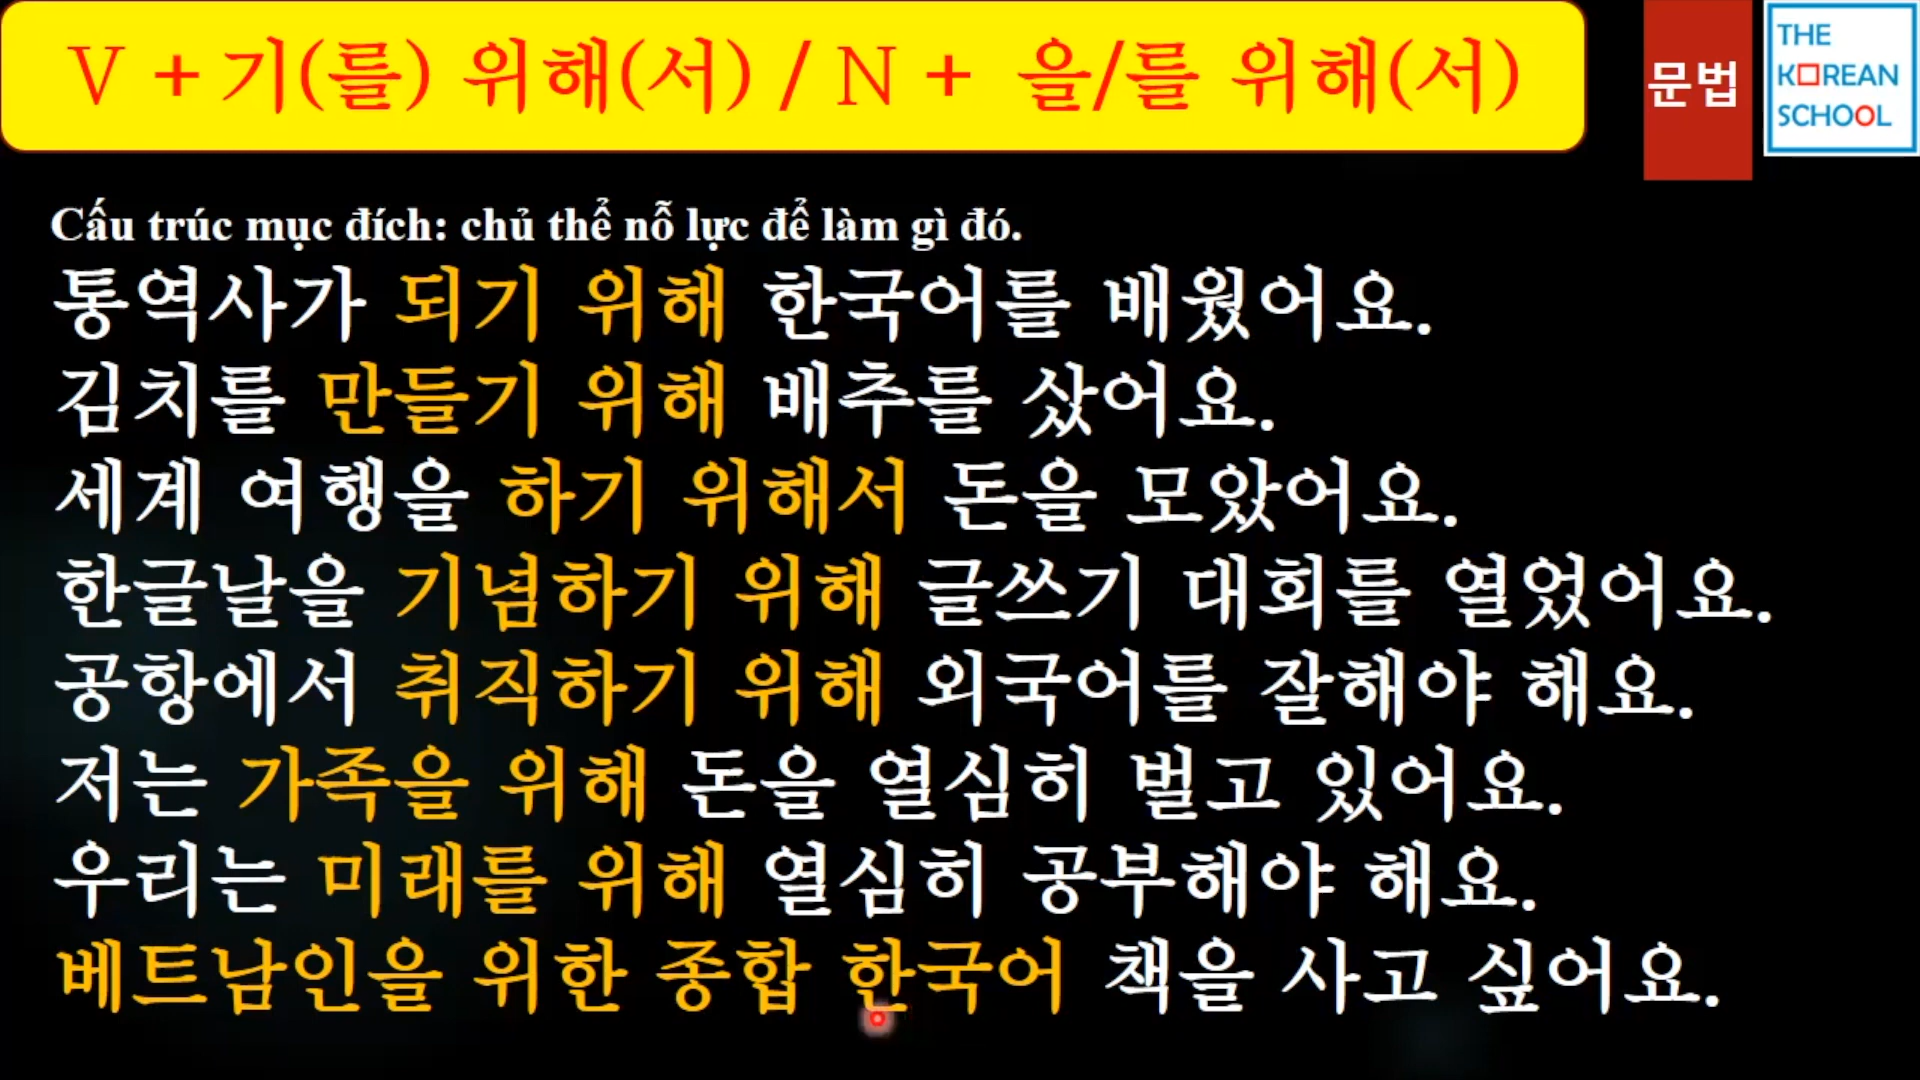 V + 기(를) 위해(서) / N + 을/를 위해(서)
문법
THE
KOREAN
SCHOOL
Cấu trúc mục đích: chủ thể nỗ lực để làm gì đó.
통역사가 되기 위해 한국어를 배웠어요.
김치를 만들기 위해 배추를 샀어요.
세계 여행을 하기 위해서 돈을 모았어요.
한글날을 기념하기 위해 글쓰기 대회를 열었어요.
공항에서 취직하기 위해 외국어를 잘해야 해요.
저는 가족을 위해 돈을 열심히 벌고 있어요.
우리는 미래를 위해 열심히 공부해야 해요.
베트남인을 위한 종합 한국어 책을 사고 싶어요.